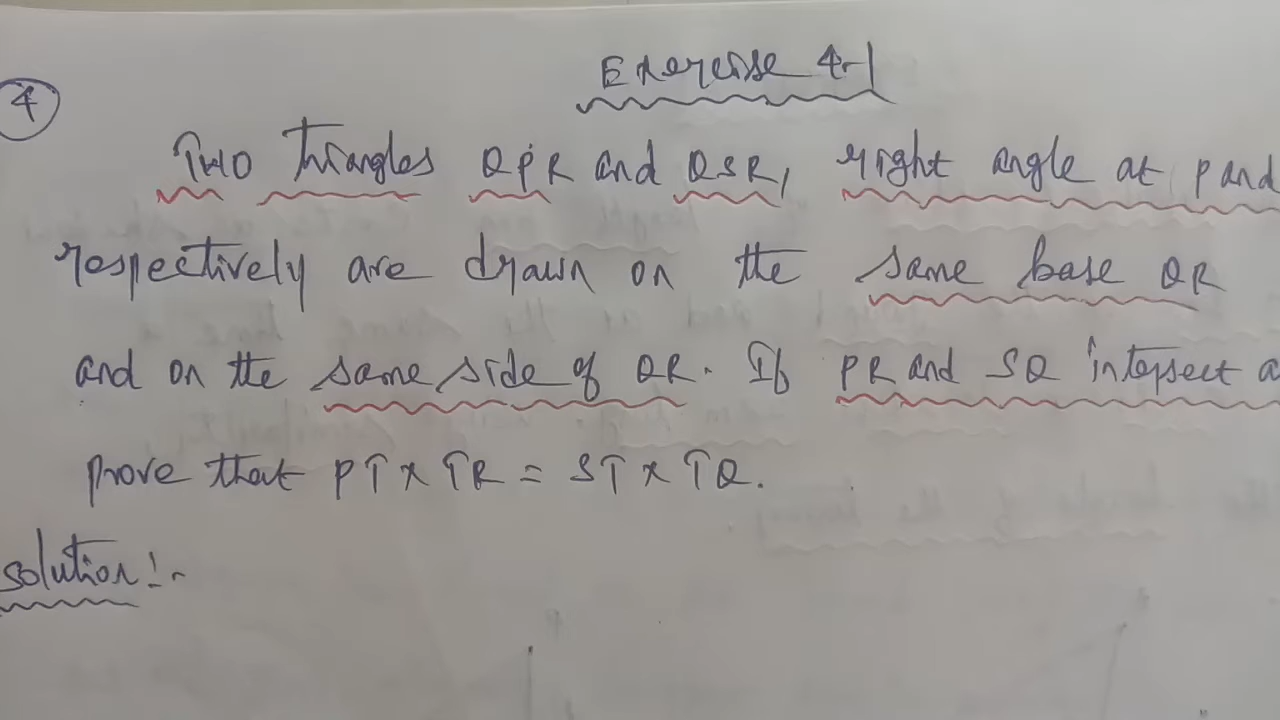 Exercise 4.1
4
Two triangles QPR and QSR, right angle at P and
respectively are drawn on the same base QR
and on the same side of QR. If PR and SQ intersect a
prove that PT x TR = ST x TQ.
solution:-